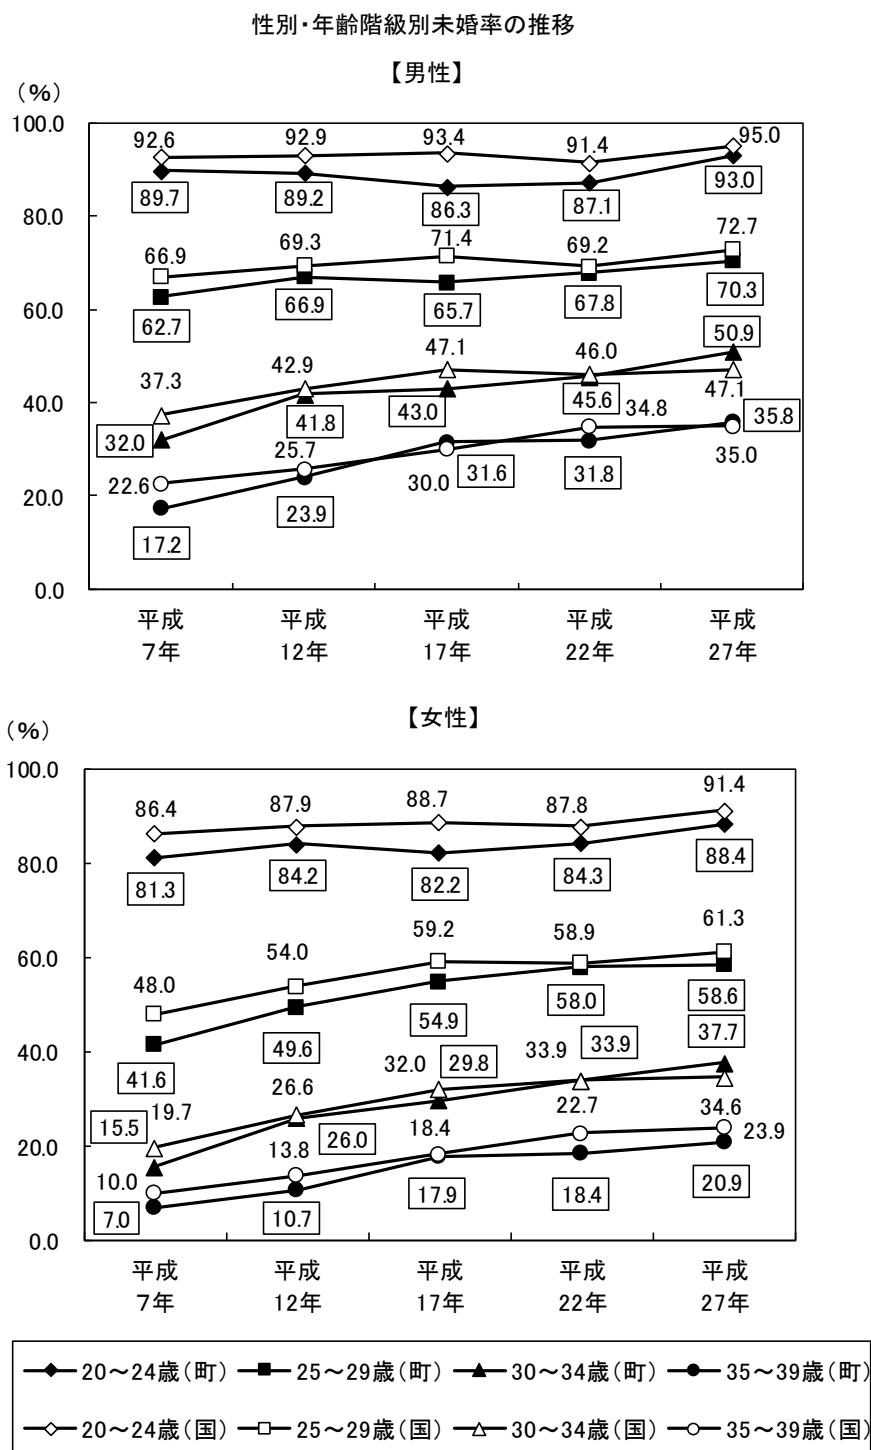 性別・年齢階級別未婚率の推移
【男性】
（％）
100.0
80.0
60.0
40.0
20.0
0.0
92.6 92.9 93.4 91.4 95.0
89.7 89.2 86.3 87.1 93.0
66.9 69.3 71.4 69.2 72.7
62.7 66.9 65.7 67.8 70.3
37.3 42.9 47.1 46.0 47.1
32.0 41.8 43.0 45.6 50.9
22.6 25.7 30.0 34.8 35.0
17.2 23.9 31.6 31.8 35.8
平成 平成 平成 平成 平成
7年 12年 17年 22年 27年
【女性】
（％）
100.0
80.0
60.0
40.0
20.0
0.0
86.4 87.9 88.7 87.8 91.4
81.3 84.2 82.2 84.3 88.4
48.0 54.0 59.2 58.9 61.3
41.6 49.6 54.9 58.0 58.6
19.7 26.6 32.0 33.9 34.6
15.5 26.0 29.8 33.9 37.7
10.0 13.8 18.4 22.7 23.9
7.0 10.7 17.9 18.4 20.9
平成 平成 平成 平成 平成
7年 12年 17年 22年 27年
20～24歳（町） 25～29歳（町） 30～34歳（町） 35～39歳（町）
20～24歳（国） 25～29歳（国） 30～34歳（国） 35～39歳（国）